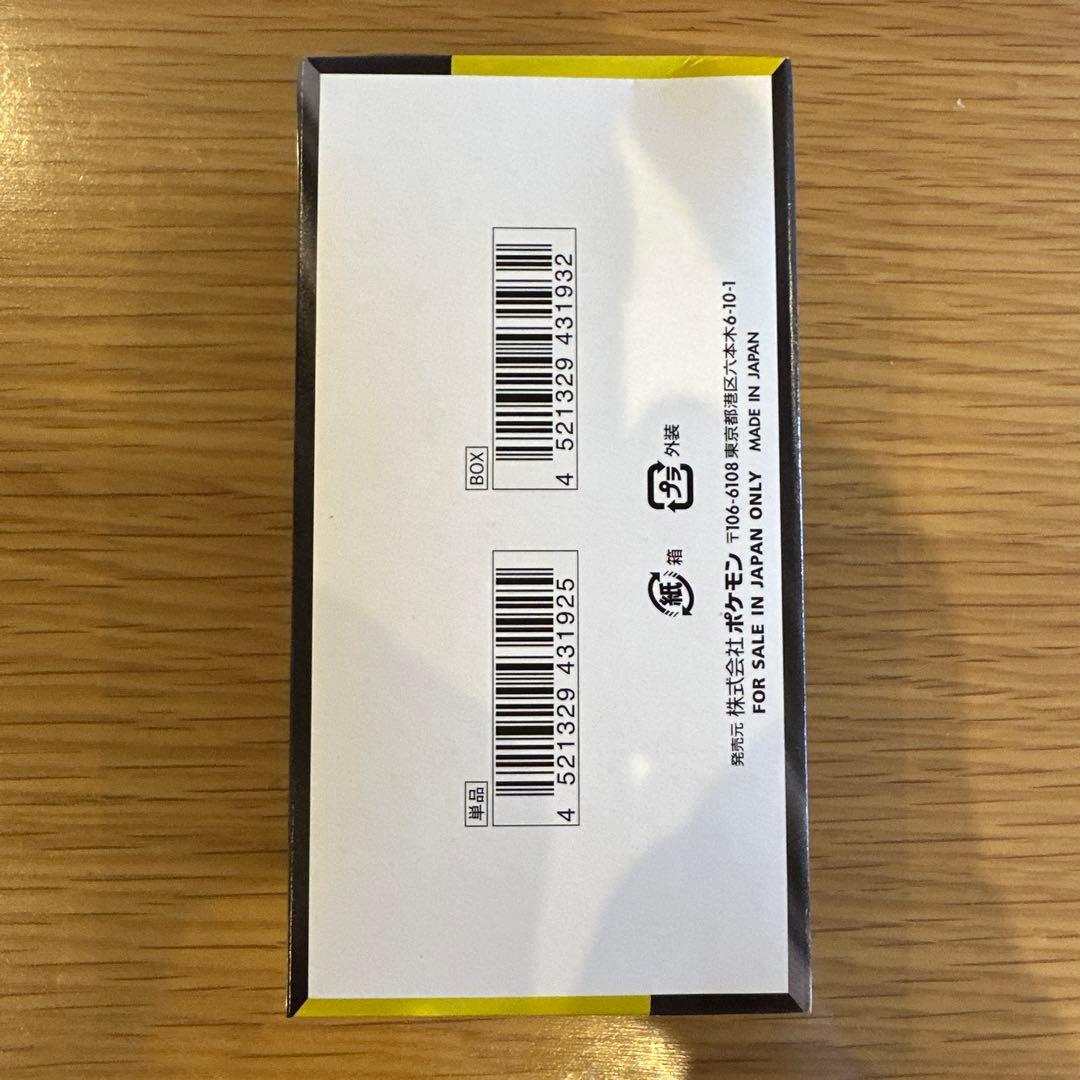 単品
4 521329 431925
BOX
4 521329 431932
紙 箱
プラ 外装
発売元 株式会社 ポケモン 〒106-6108 東京都港区六本木6-10-1
FOR SALE IN JAPAN ONLY MADE IN JAPAN